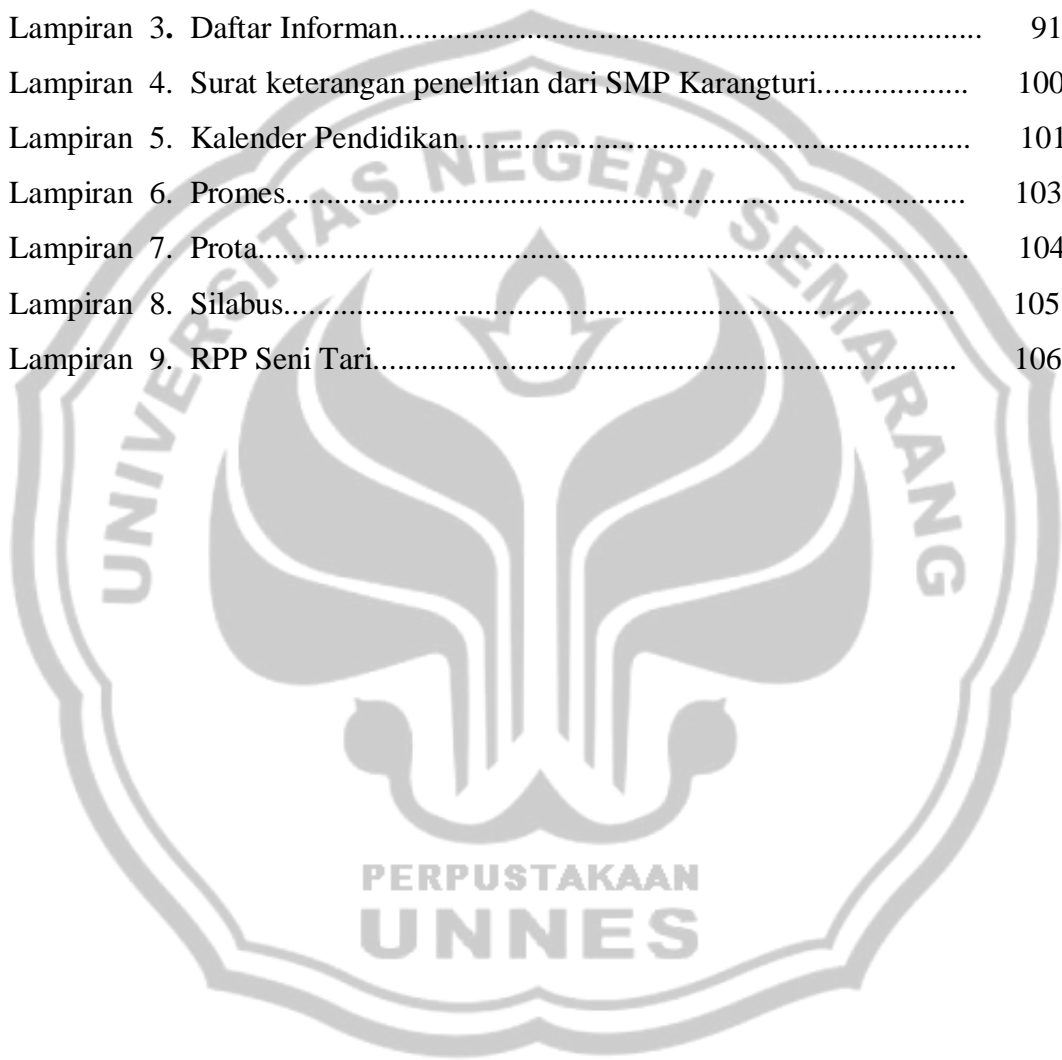 Lampiran 3. Daftar Informan....................................................................... 91
Lampiran 4. Surat keterangan penelitian dari SMP Karangturi.................. 100
Lampiran 5. Kalender Pendidikan............................................................... 101
Lampiran 6. Promes.................................................................................... 103
Lampiran 7. Prota....................................................................................... 104
Lampiran 8. Silabus.................................................................................. 105
Lampiran 9. RPP Seni Tari........................................................................ 106
UNIVERSITAS NEGERI SEMARANG
PERPUSTAKAAN
UNNES